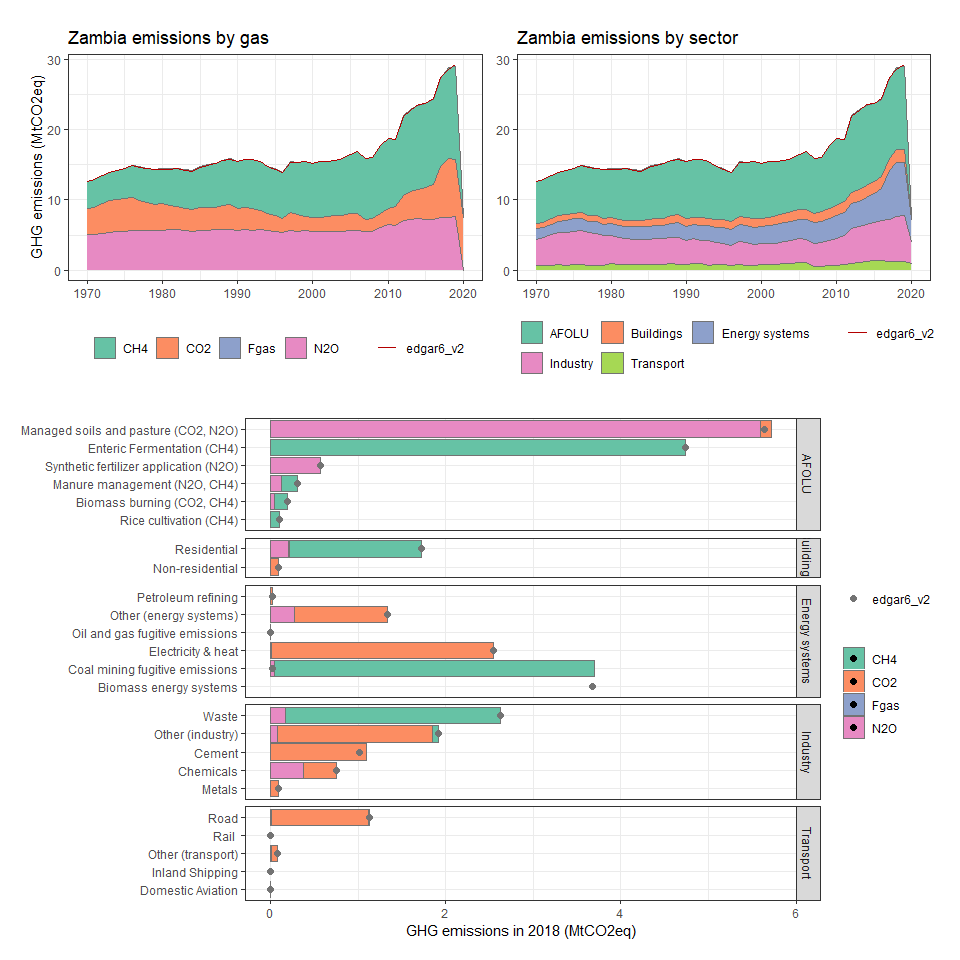 Zambia emissions by gas
Zambia emissions by sector
GHG emissions (MtCO2eq)
30
20
10
0
1970 1980 1990 2000 2010 2020
30
20
10
0
1970 1980 1990 2000 2010 2020
CH4 CO2 Fgas N2O edgar6_v2
AFOLU Buildings Energy systems edgar6_v2
Industry Transport
Managed soils and pasture (CO2, N2O)
Enteric Fermentation (CH4)
Synthetic fertilizer application (N2O)
Manure management (N2O, CH4)
Biomass burning (CO2, CH4)
Rice cultivation (CH4)
AFOLU
Residential
Non-residential
uilding
Petroleum refining
Other (energy systems)
Oil and gas fugitive emissions
Electricity & heat
Coal mining fugitive emissions
Biomass energy systems
Energy systems
Waste
Other (industry)
Cement
Chemicals
Metals
Industry
Road
Rail
Other (transport)
Inland Shipping
Domestic Aviation
Transport
0 2 4 6
GHG emissions in 2018 (MtCO2eq)
edgar6_v2
CH4
CO2
Fgas
N2O